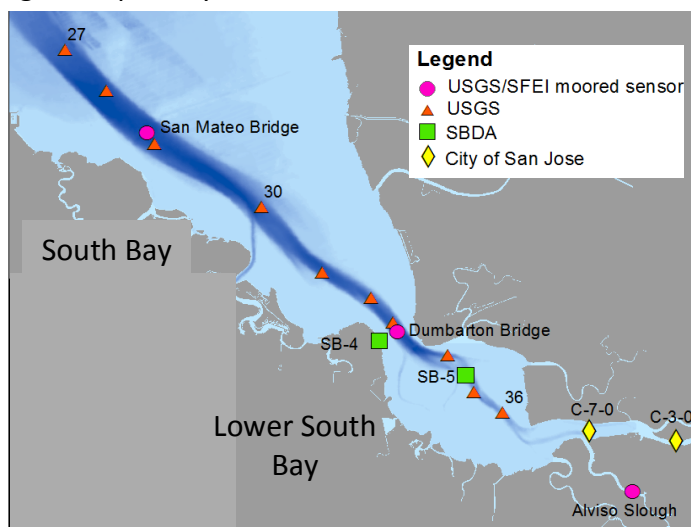 27
Legend
USGS/SFEI moored sensor
USGS
SBDA
City of San Jose
San Mateo Bridge
30
South Bay
Dumbarton Bridge
SB-4
SB-5
36
C-7-0
C-3-0
Lower South
Bay
Alviso Slough